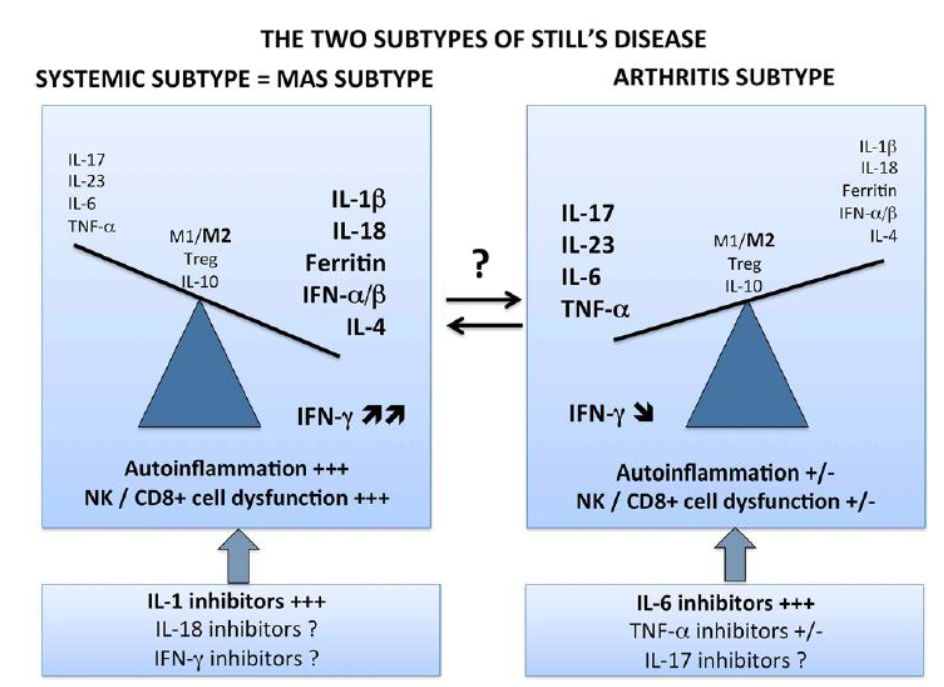 THE TWO SUBTYPES OF STILL'S DISEASE
SYSTEMIC SUBTYPE = MAS SUBTYPE
IL-17
IL-23
IL-6
TNF-α
M1/M2
Treg
IL-10
IL-1β
IL-18
Ferritin
IFN-α/β
IL-4
IFN-γ ⬈⬈
Autoinflammation +++
NK / CD8+ cell dysfunction +++
IL-1 inhibitors +++
IL-18 inhibitors ?
IFN-γ inhibitors ?
?
ARTHRITIS SUBTYPE
IL-17
IL-23
IL-6
TNF-α
M1/M2
Treg
IL-10
IL-1β
IL-18
Ferritin
IFN-α/β
IL-4
IFN-γ ⬊
Autoinflammation +/-
NK / CD8+ cell dysfunction +/-
IL-6 inhibitors +++
TNF-α inhibitors +/-
IL-17 inhibitors ?